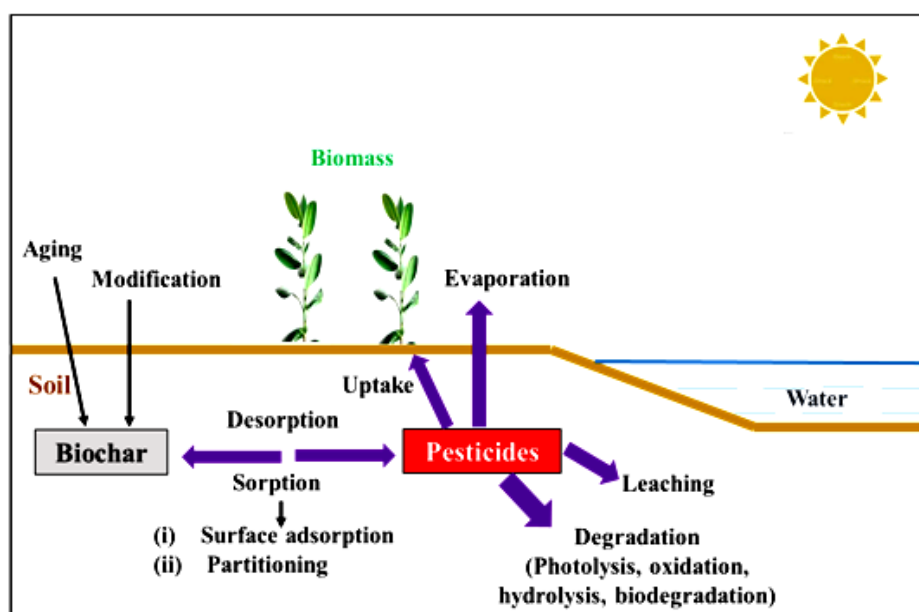 Biomass
Aging
Modification
Evaporation
Soil
Uptake
Water
Desorption
Biochar
Pesticides
Sorption
Leaching
(i) Surface adsorption
(ii) Partitioning
Degradation
(Photolysis, oxidation,
hydrolysis, biodegradation)